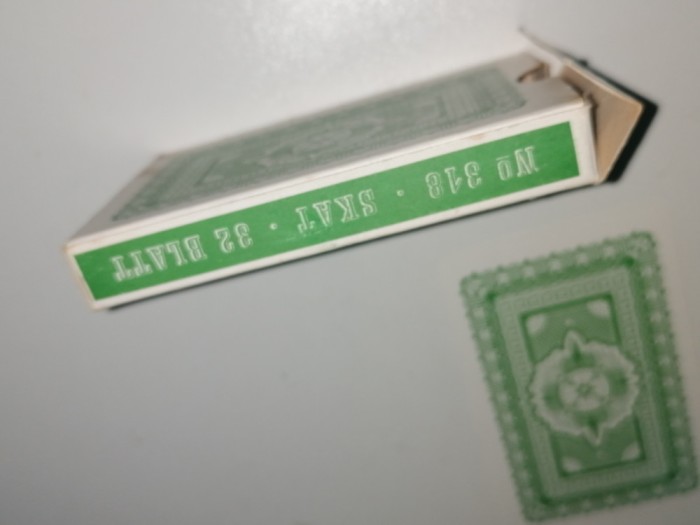 Nº 318 · SKAT · 32 BLATT